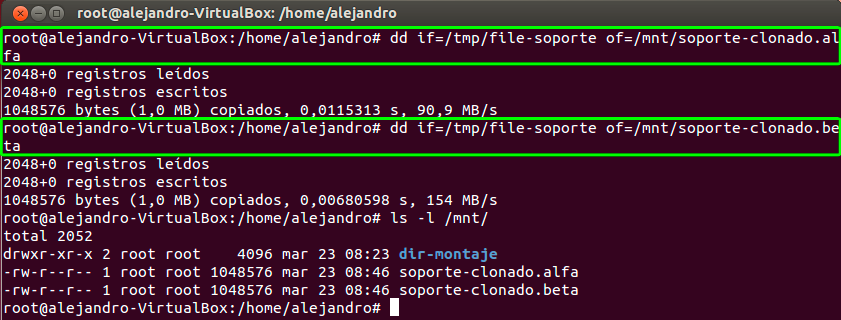 root@alejandro-VirtualBox: /home/alejandro
root@alejandro-VirtualBox:/home/alejandro# dd if=/tmp/file-soporte of=/mnt/soporte-clonado.al
fa
2048+0 registros leídos
2048+0 registros escritos
1048576 bytes (1,0 MB) copiados, 0,0115313 s, 90,9 MB/s
root@alejandro-VirtualBox:/home/alejandro# dd if=/tmp/file-soporte of=/mnt/soporte-clonado.be
ta
2048+0 registros leídos
2048+0 registros escritos
1048576 bytes (1,0 MB) copiados, 0,00680598 s, 154 MB/s
root@alejandro-VirtualBox:/home/alejandro# ls -l /mnt/
total 2052
drwxr-xr-x 2 root root    4096 mar 23 08:23 dir-montaje
-rw-r--r-- 1 root root 1048576 mar 23 08:46 soporte-clonado.alfa
-rw-r--r-- 1 root root 1048576 mar 23 08:46 soporte-clonado.beta
root@alejandro-VirtualBox:/home/alejandro#